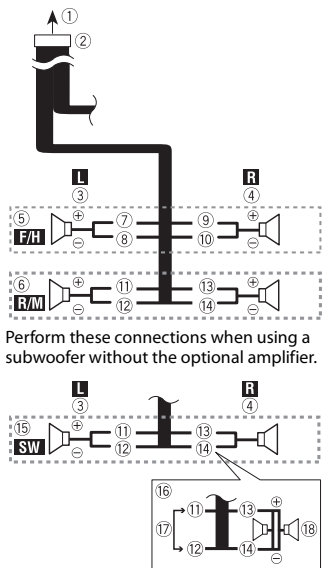 ①
②
L R
③ ④
⑤ ⊕ ⑦ ⑨ ⊕
F/H ⊖ ⑧ ⑩ ⊖
⑥ ⊕ ⑪ ⑬ ⊕
R/M ⊖ ⑫ ⑭ ⊖
Perform these connections when using a
subwoofer without the optional amplifier.
L R
③ ④
⑮ ⊕ ⑪ ⑬ ⊕
SW ⊖ ⑫ ⑭ ⊖
⑯ ⑪ ⑬ ⊕
⑰ ⑱
⑫ ⑭ ⊖